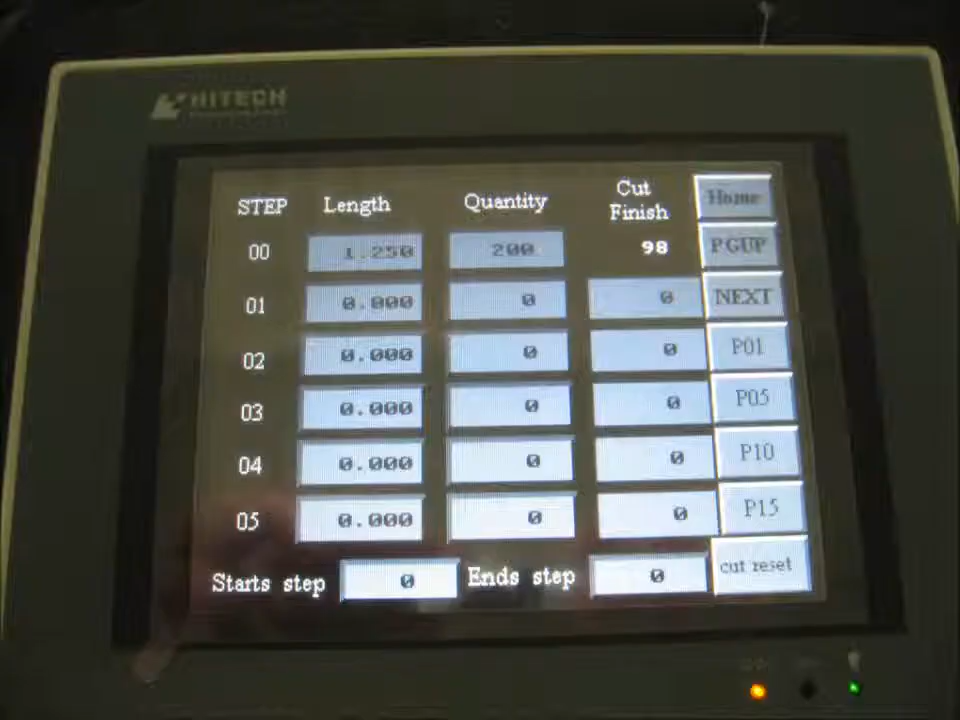 HITECH
STEP Length Quantity Cut Finish Home
00 1.250 200 98 PGUP
01 0.000 0 0 NEXT
02 0.000 0 0 P01
03 0.000 0 0 P05
04 0.000 0 0 P10
05 0.000 0 0 P15
Starts step 0 Ends step 0 cut reset